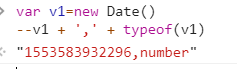 var v1=new Date()
--v1 + ',' + typeof(v1)
"1553583932296,number"